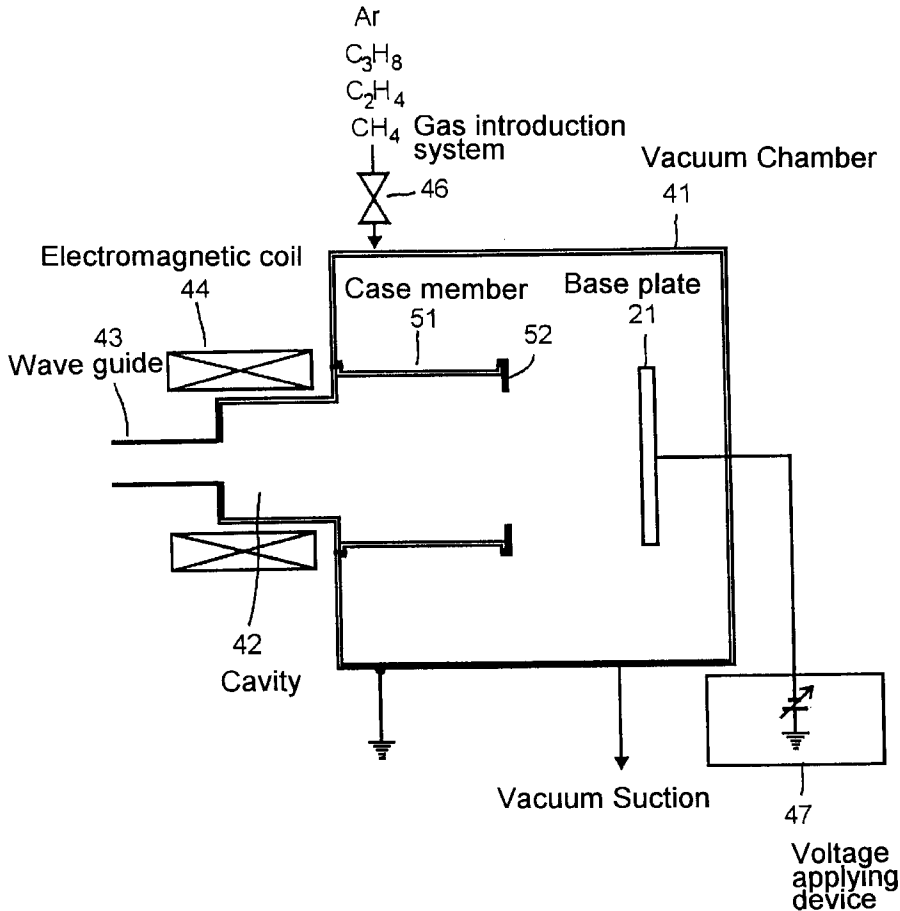 Ar
C₃H₈
C₂H₄
CH₄
Gas introduction
system
46
Vacuum Chamber
41
Electromagnetic coil
44
Case member
51
Base plate
21
52
43
Wave guide
42
Cavity
Vacuum Suction
47
Voltage
applying
device